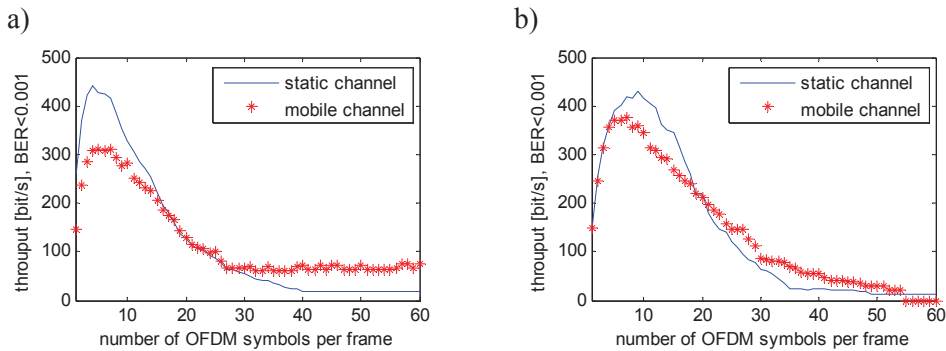 a)
500
400
300
200
100
0
throuput [bit/s], BER<0.001
static channel
mobile channel
10 20 30 40 50 60
number of OFDM symbols per frame
b)
500
400
300
200
100
0
throuput [bit/s], BER<0.001
static channel
mobile channel
10 20 30 40 50 60
number of OFDM symbols per frame